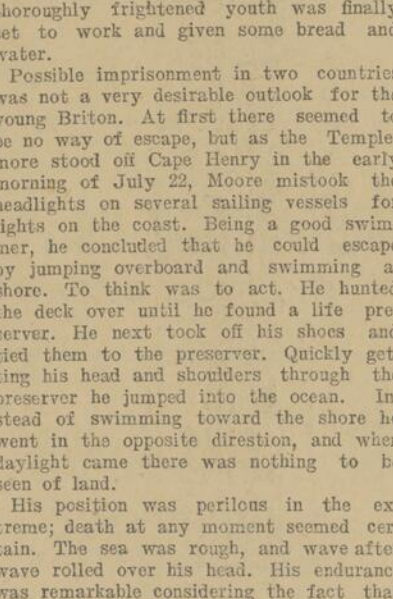 thoroughly frightened youth was finally
set to work and given some bread and
water.
Possible imprisonment in two countries
was not a very desirable outlook for the
young Briton. At first there seemed to
be no way of escape, but as the Temple-
more stood off Cape Henry in the early
morning of July 22, Moore mistook the
headlights on several sailing vessels for
lights on the coast. Being a good swim-
mer, he concluded that he could escape
by jumping overboard and swimming a
shore. To think was to act. He hunted
the deck over until he found a life pre-
server. He next took off his shoes and
tied them to the preserver. Quickly get-
ting his head and shoulders through the
preserver he jumped into the ocean. In-
stead of swimming toward the shore he
went in the opposite direstion, and when
daylight came there was nothing to be
seen of land.
His position was perilons in the ex-
treme; death at any moment seemed cer-
tain. The sea was rough, and wave after
wave rolled over his head. His endurance
was remarkable considering the fact that